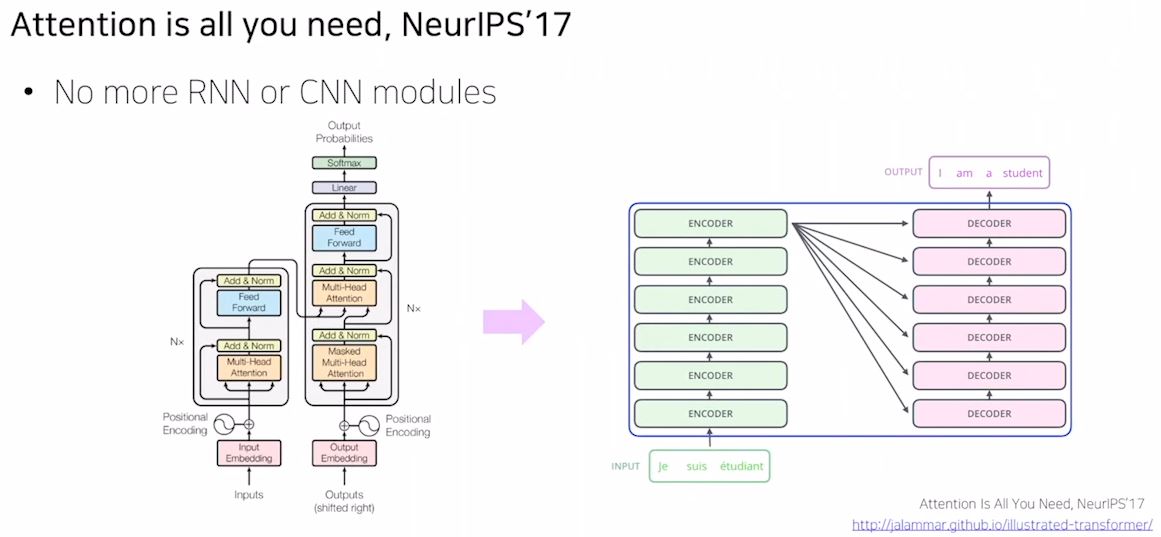 Attention is all you need, NeurIPS'17
• No more RNN or CNN modules
Output
Probabilities
Softmax
Linear
Add & Norm
Feed
Forward
Add & Norm
Multi-Head
Attention
Nx
Add & Norm
Masked
Multi-Head
Attention
Add & Norm
Feed
Forward
Nx
Add & Norm
Multi-Head
Attention
Positional
Encoding
Positional
Encoding
Input
Embedding
Output
Embedding
Inputs
Outputs
(shifted right)
OUTPUT I am a student
ENCODER
ENCODER
ENCODER
ENCODER
ENCODER
ENCODER
DECODER
DECODER
DECODER
DECODER
DECODER
DECODER
INPUT Je suis étudiant
Attention Is All You Need, NeurIPS'17
http://jalammar.github.io/illustrated-transformer/